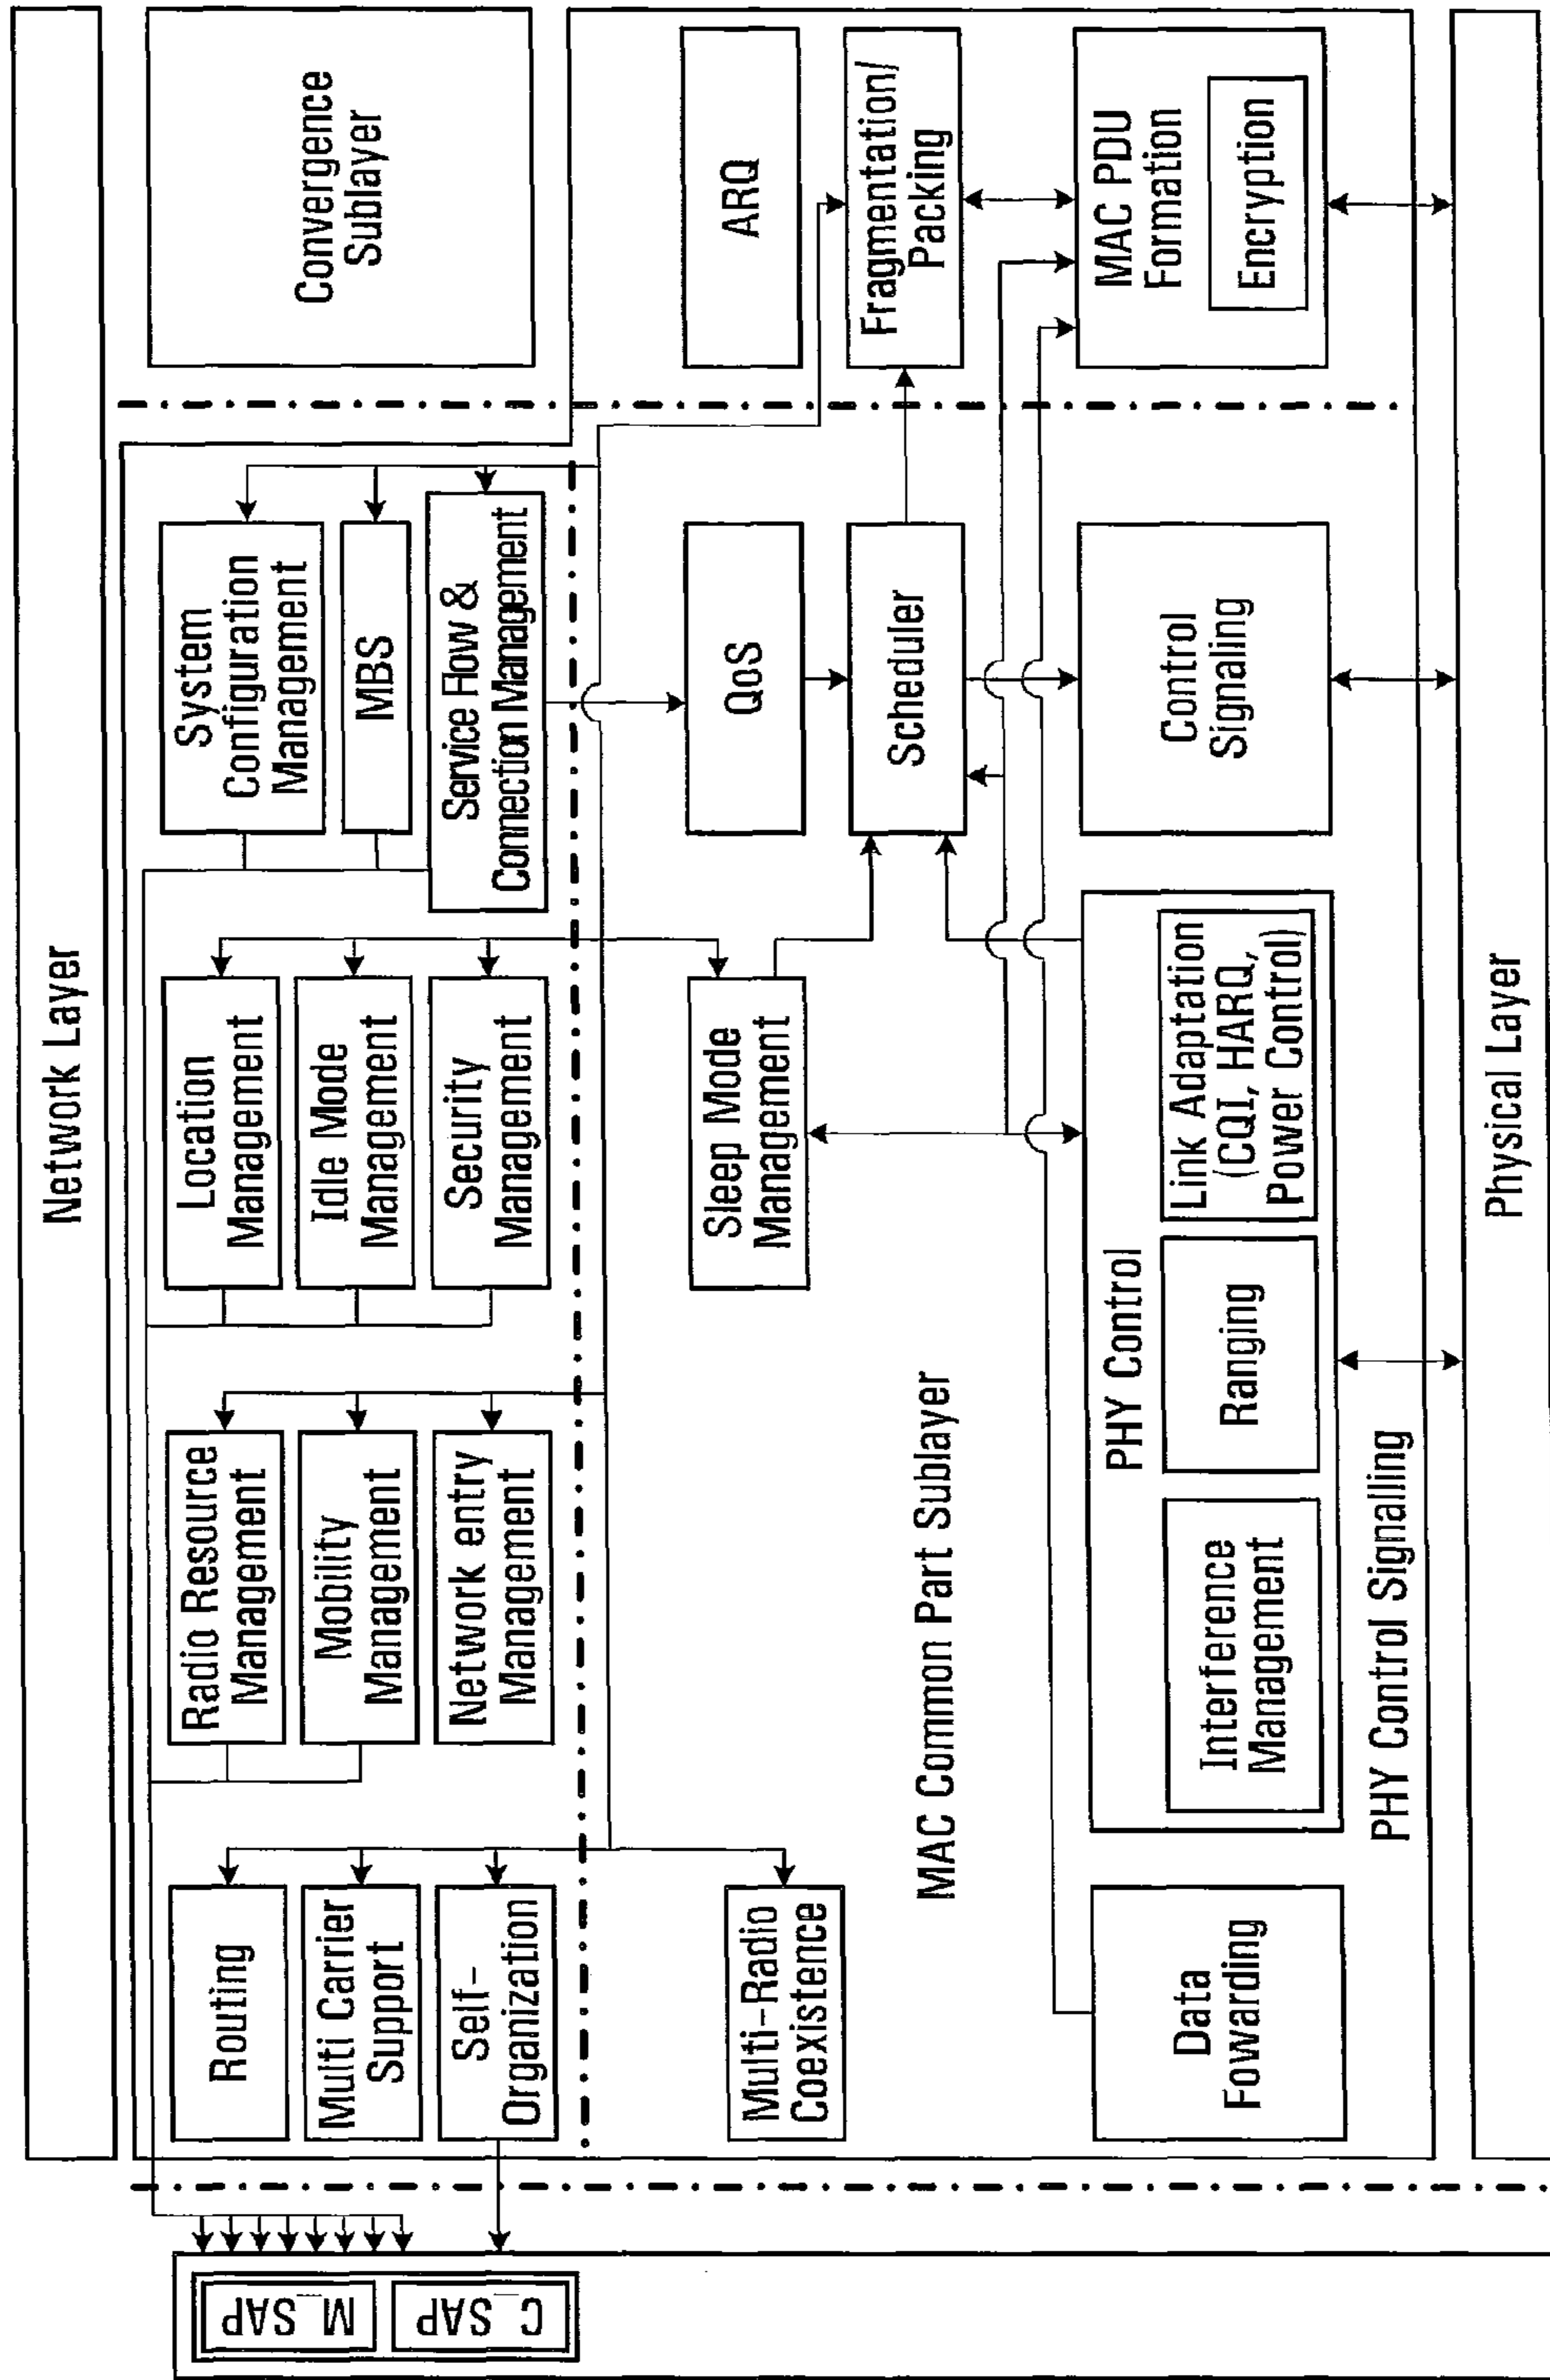 Network Layer
M_SAP
C_SAP
Routing
Multi Carrier
Support
Self-
Organization
Radio Resource
Management
Mobility
Management
Network entry
Management
Location
Management
Idle Mode
Management
Security
Management
System
Configuration
Management
MBS
Service Flow &
Connection Management
Convergence
Sublayer
Multi-Radio
Coexistence
Sleep Mode
Management
QoS
ARQ
MAC Common Part Sublayer
Scheduler
Fragmentation/
Packing
Data
Fowarding
PHY Control
Interference
Management
Ranging
Link Adaptation
(CQI, HARQ,
Power Control)
Control
Signaling
MAC PDU
Formation
Encryption
PHY Control Signalling
Physical Layer